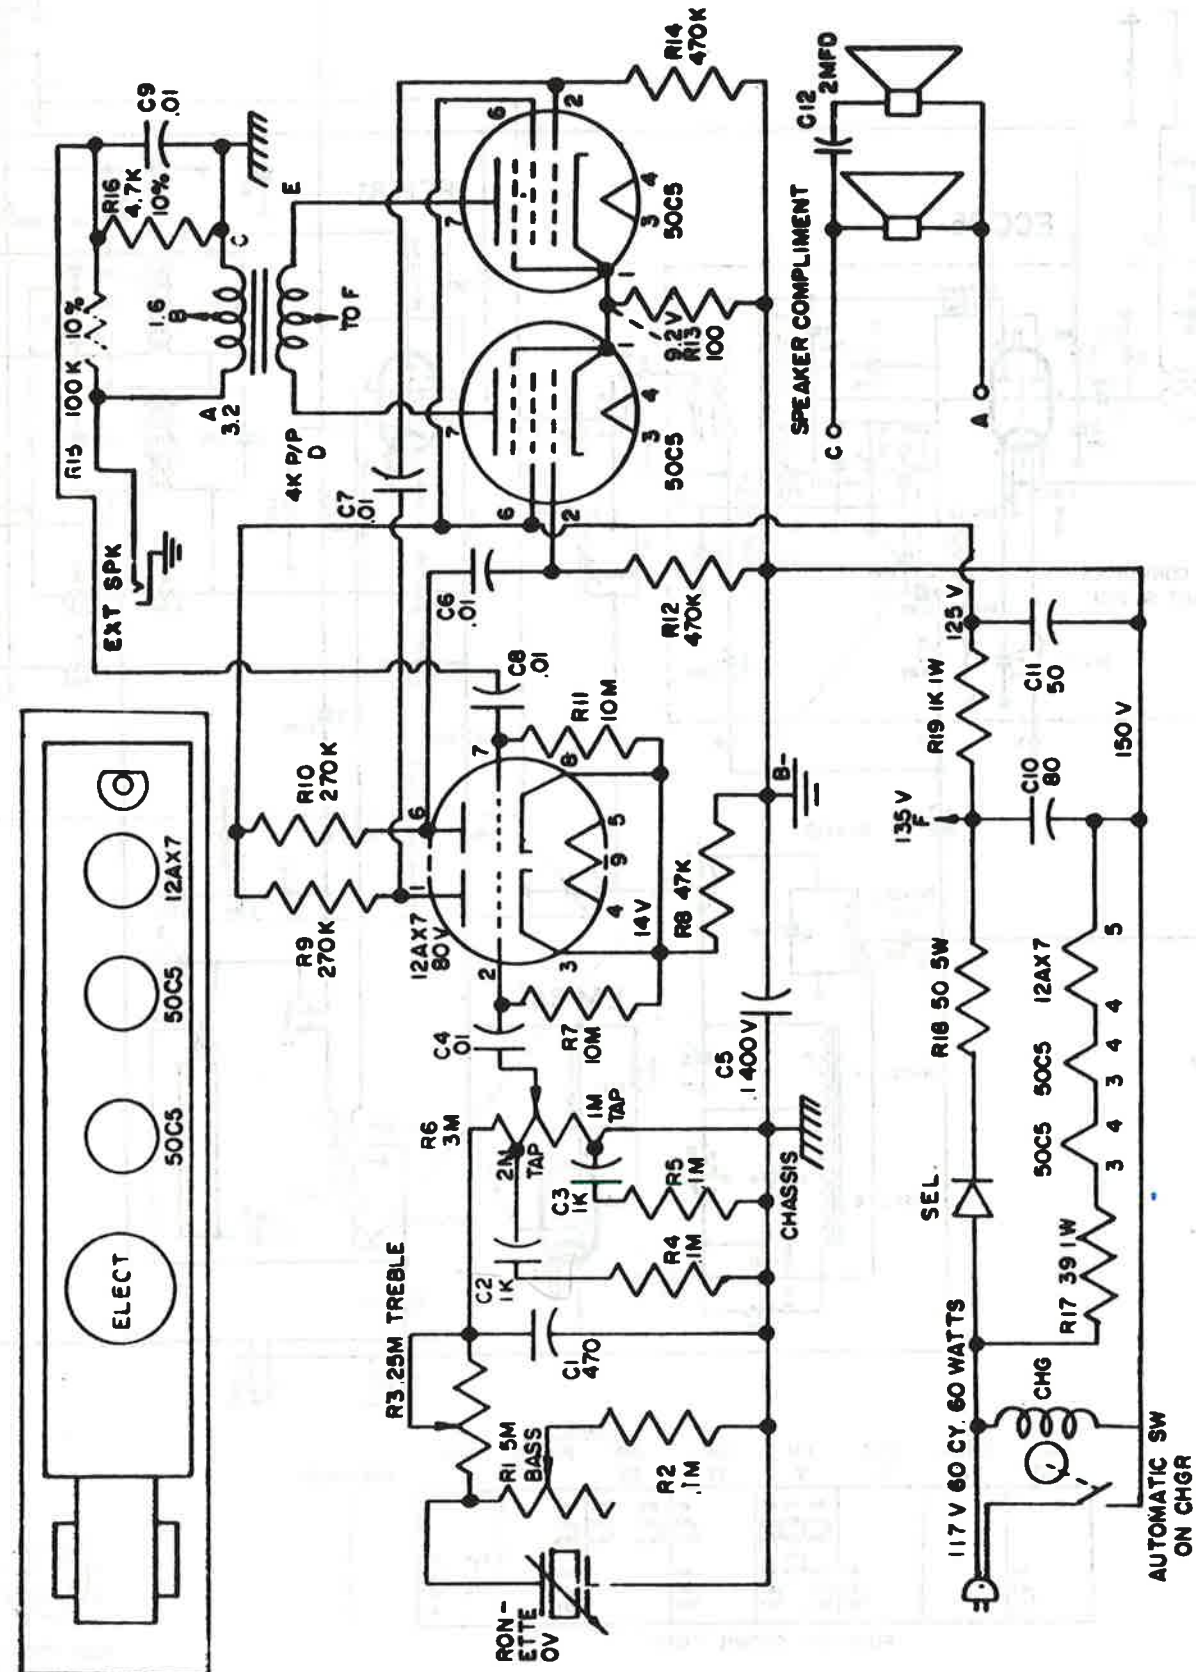 ELECT
50C5
50C5
12AX7
EXT SPK
R15 100K 10%
R16
4.7K
10%
C9
.01
A
3.2
1.6
B
C
4K P/P
D
TO F
E
C7
.01
C6
.01
C8
.01
R9
270K
R10
270K
12AX7
80V
1
6
2
7
3
8
4
9
5
14V
R7
10M
R11
10M
R8 47K
B-
C4
.01
R6
3M
2M
TAP
1M
TAP
R3 .25M TREBLE
C1
470
C2
1K
C3
1K
R4
.1M
R5
.1M
R1 5M
BASS
R2
.1M
RON-
ETTE
OV
C5
.1 400V
CHASSIS
R12
470K
R14
470K
6
2
7
3
4
1
50C5
6
2
7
3
4
1
50C5
9.2V
R13
100
SPEAKER COMPLIMENT
C12
2MFD
C
A
117 V 60 CY. 60 WATTS
CHG
AUTOMATIC SW
ON CHGR
SEL.
R18 50 5W
135V
F
R19 1K 1W
125 V
C10
80
C11
50
150 V
R17 39 1W
50C5
50C5
12AX7
3
4
3
4
4
5